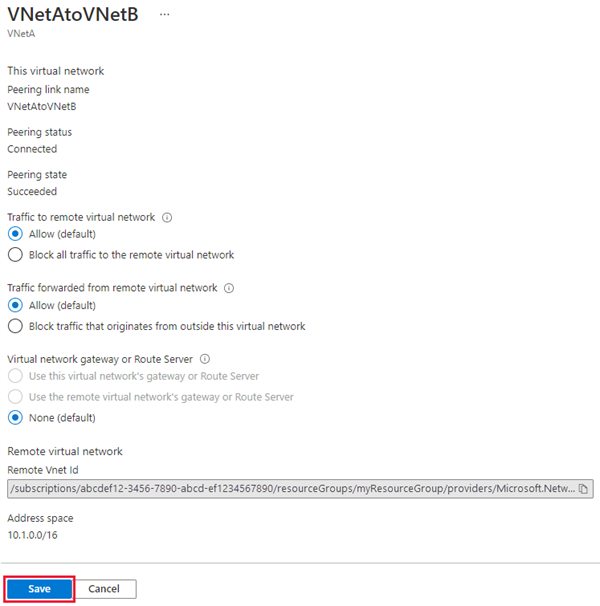 VNetAtoVNetB ...
VNetA
This virtual network
Peering link name
VNetAtoVNetB
Peering status
Connected
Peering state
Succeeded
Traffic to remote virtual network
Allow (default)
Block all traffic to the remote virtual network
Traffic forwarded from remote virtual network
Allow (default)
Block traffic that originates from outside this virtual network
Virtual network gateway or Route Server
Use this virtual network's gateway or Route Server
Use the remote virtual network's gateway or Route Server
None (default)
Remote virtual network
Remote Vnet Id
/subscriptions/abcdef12-3456-7890-abcd-ef1234567890/resourceGroups/myResourceGroup/providers/Microsoft.Netw...
Address space
10.1.0.0/16
Save Cancel